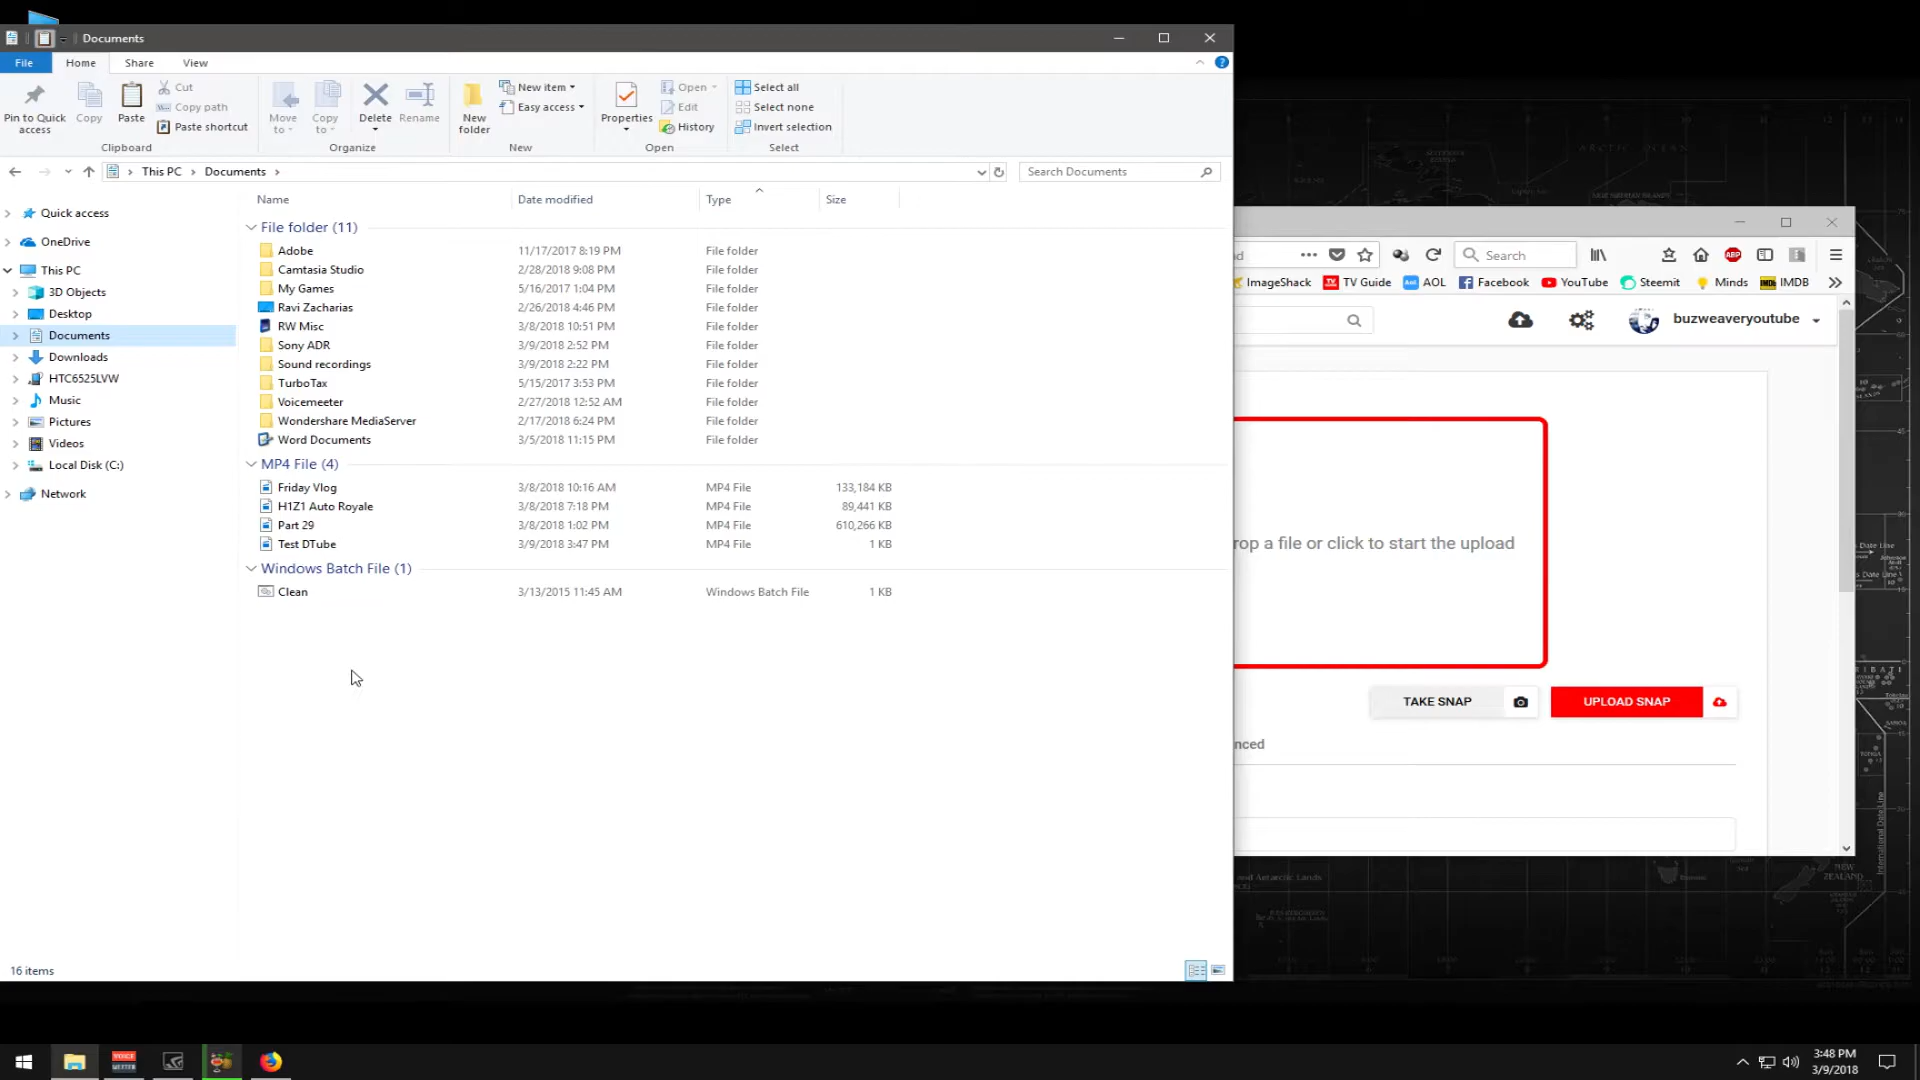 Documents
File Home Share View
Pin to Quick access
Copy
Paste
Cut
Copy path
Paste shortcut
Clipboard
Move to
Copy to
Delete
Rename
Organize
New folder
New item
Easy access
New
Properties
Open
Edit
History
Open
Select all
Select none
Invert selection
Select
This PC > Documents >
Search Documents
Name Date modified Type Size
Quick access
OneDrive
This PC
3D Objects
Desktop
Documents
Downloads
HTC6525LVW
Music
Pictures
Videos
Local Disk (C:)
Network
File folder (11)
Adobe 11/17/2017 8:19 PM File folder
Camtasia Studio 2/28/2018 9:08 PM File folder
My Games 5/16/2017 1:04 PM File folder
Ravi Zacharias 2/26/2018 4:46 PM File folder
RW Misc 3/8/2018 10:51 PM File folder
Sony ADR 3/9/2018 2:52 PM File folder
Sound recordings 3/9/2018 2:22 PM File folder
TurboTax 5/15/2017 3:53 PM File folder
Voicemeeter 2/27/2018 12:52 AM File folder
Wondershare MediaServer 2/17/2018 6:24 PM File folder
Word Documents 3/5/2018 11:15 PM File folder
MP4 File (4)
Friday Vlog 3/8/2018 10:16 AM MP4 File 133,184 KB
H1Z1 Auto Royale 3/8/2018 7:18 PM MP4 File 89,441 KB
Part 29 3/8/2018 1:02 PM MP4 File 610,266 KB
Test DTube 3/9/2018 3:47 PM MP4 File 1 KB
Windows Batch File (1)
Clean 3/13/2015 11:45 AM Windows Batch File 1 KB
16 items
ARCTIC OCEAN
Search
ABP
ImageShack TV Guide AOL Facebook YouTube Steemit Minds IMDB
buzweaveryoutube
rop a file or click to start the upload
TAKE SNAP
UPLOAD SNAP
nced
Date Line
International Date Line
NEW ZEALAND
and Antarctic Lands
VOICE
3:48 PM
3/9/2018